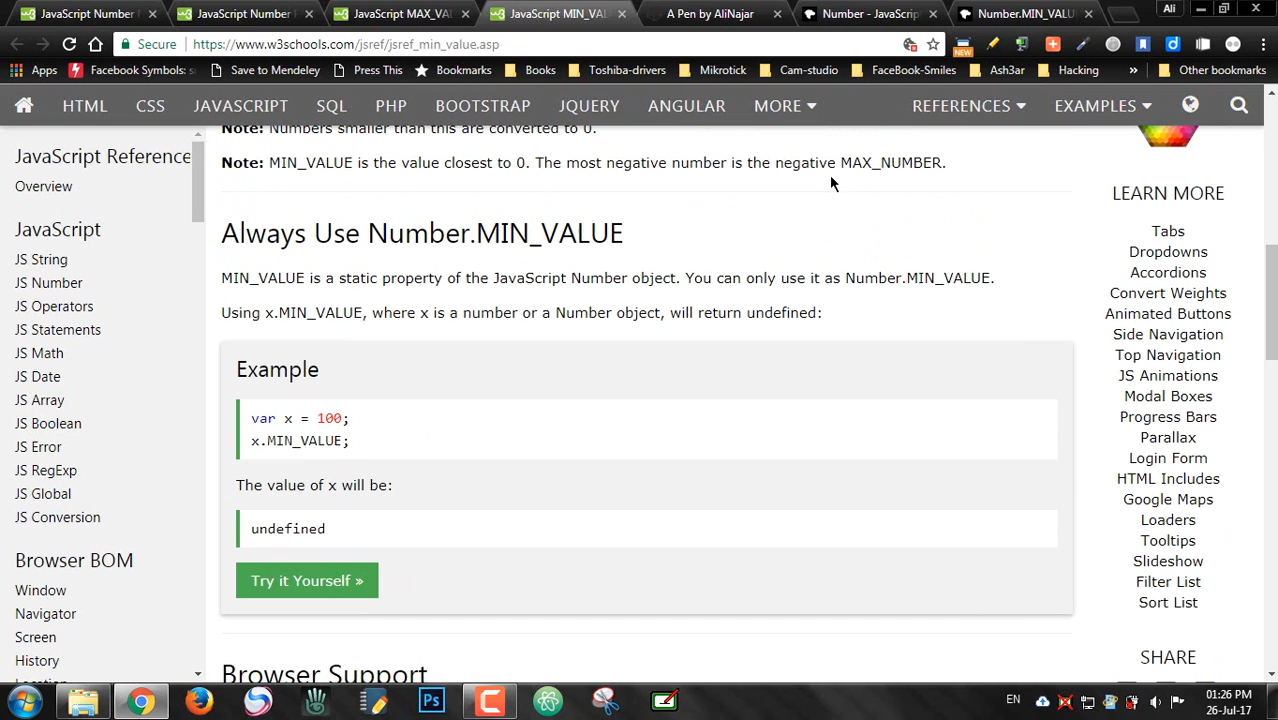 JavaScript Number
JavaScript Number
JavaScript MAX_VA
JavaScript MIN_VAL
A Pen by AliNajar
Number - JavaScrip
Number.MIN_VALU
Ali
Secure
https://www.w3schools.com/jsref/jsref_min_value.asp
NEW
Apps
Facebook Symbols: s
Save to Mendeley
Press This
Bookmarks
Books
Toshiba-drivers
Mikrotick
Cam-studio
FaceBook-Smiles
Ash3ar
Hacking
»
Other bookmarks
HTML
CSS
JAVASCRIPT
SQL
PHP
BOOTSTRAP
JQUERY
ANGULAR
MORE
REFERENCES
EXAMPLES
JavaScript Reference
Overview
JavaScript
JS String
JS Number
JS Operators
JS Statements
JS Math
JS Date
JS Array
JS Boolean
JS Error
JS RegExp
JS Global
JS Conversion
Browser BOM
Window
Navigator
Screen
History
Location
Note: Numbers smaller than this are converted to 0.
Note: MIN_VALUE is the value closest to 0. The most negative number is the negative MAX_NUMBER.
Always Use Number.MIN_VALUE
MIN_VALUE is a static property of the JavaScript Number object. You can only use it as Number.MIN_VALUE.
Using x.MIN_VALUE, where x is a number or a Number object, will return undefined:
Example
var x = 100;
x.MIN_VALUE;
The value of x will be:
undefined
Try it Yourself »
Browser Support
LEARN MORE
Tabs
Dropdowns
Accordions
Convert Weights
Animated Buttons
Side Navigation
Top Navigation
JS Animations
Modal Boxes
Progress Bars
Parallax
Login Form
HTML Includes
Google Maps
Loaders
Tooltips
Slideshow
Filter List
Sort List
SHARE
Ps
EN
01:26 PM
26-Jul-17